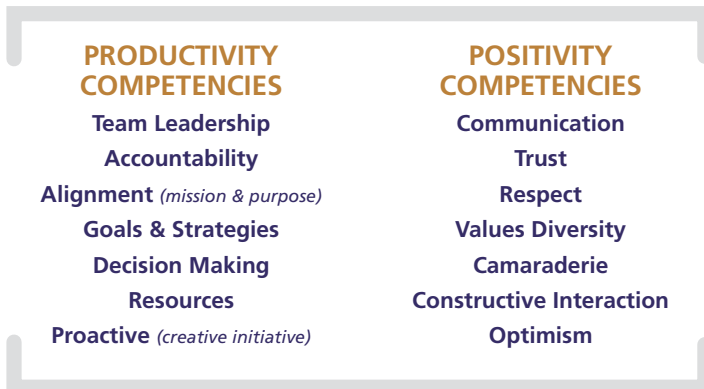 PRODUCTIVITY
COMPETENCIES
Team Leadership
Accountability
Alignment (mission & purpose)
Goals & Strategies
Decision Making
Resources
Proactive (creative initiative)
POSITIVITY
COMPETENCIES
Communication
Trust
Respect
Values Diversity
Camaraderie
Constructive Interaction
Optimism